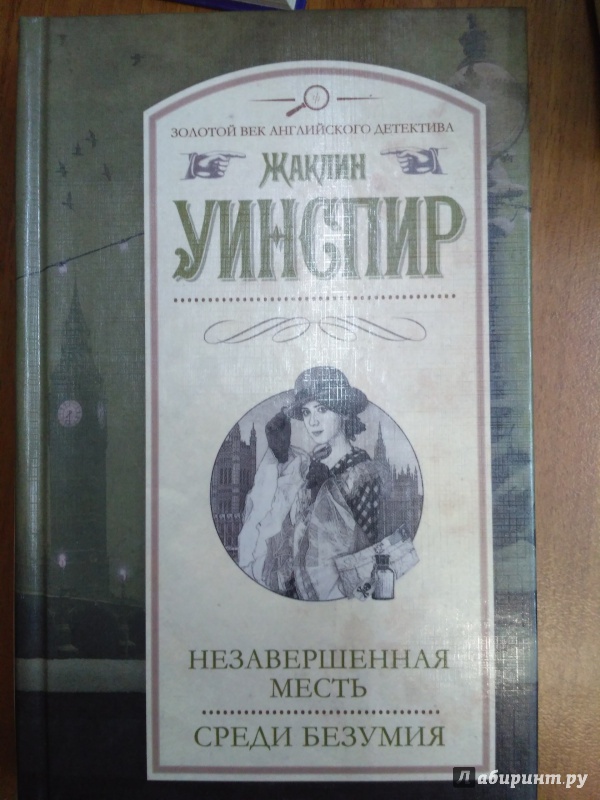 ЗОЛОТОЙ ВЕК АНГЛИЙСКОГО ДЕТЕКТИВА
ЖАКЛИН
УИНСПИР
НЕЗАВЕРШЕННАЯ
МЕСТЬ
СРЕДИ БЕЗУМИЯ
Лабиринт.ру